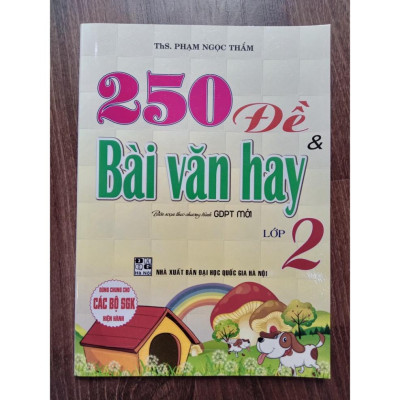 ThS. PHẠM NGỌC THẮM
250 Đề
&
Bài văn hay
Biên soạn theo chương trình GDPT MỚI
LỚP 2
NHÀ XUẤT BẢN ĐẠI HỌC QUỐC GIA HÀ NỘI
DÙNG CHUNG CHO
CÁC BỘ SGK
HIỆN HÀNH